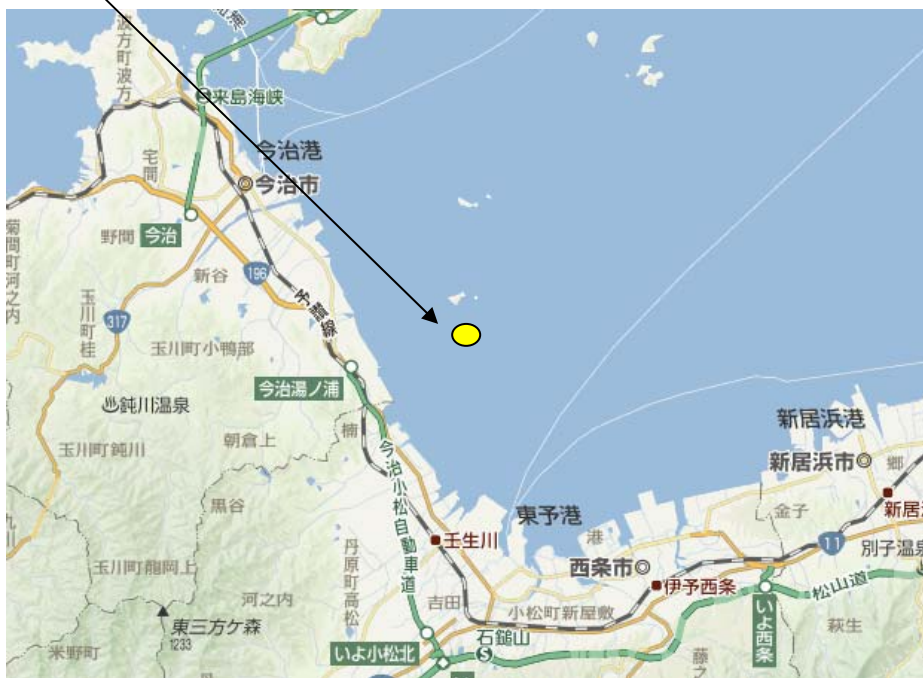 波方町波方
来島海峡
今治港
今治市
宅間
今治
野間
菊間町河之内
新谷
196
予讃線
317
玉川町桂
玉川町小鴨部
今治湯ノ浦
鈍川温泉
楠
朝倉上
玉川町鈍川
今治小松自動車道
黒谷
新居浜港
新居浜市
郷
金子
新居
東予港
港
11
壬生川
西条市
別子温泉
丹原町高松
玉川町龍岡上
伊予西条
松山道
河之内
吉田
小松町新屋敷
いよ西条
東三方ケ森
1233
石鎚山
萩生
米野町
いよ小松北
藤之